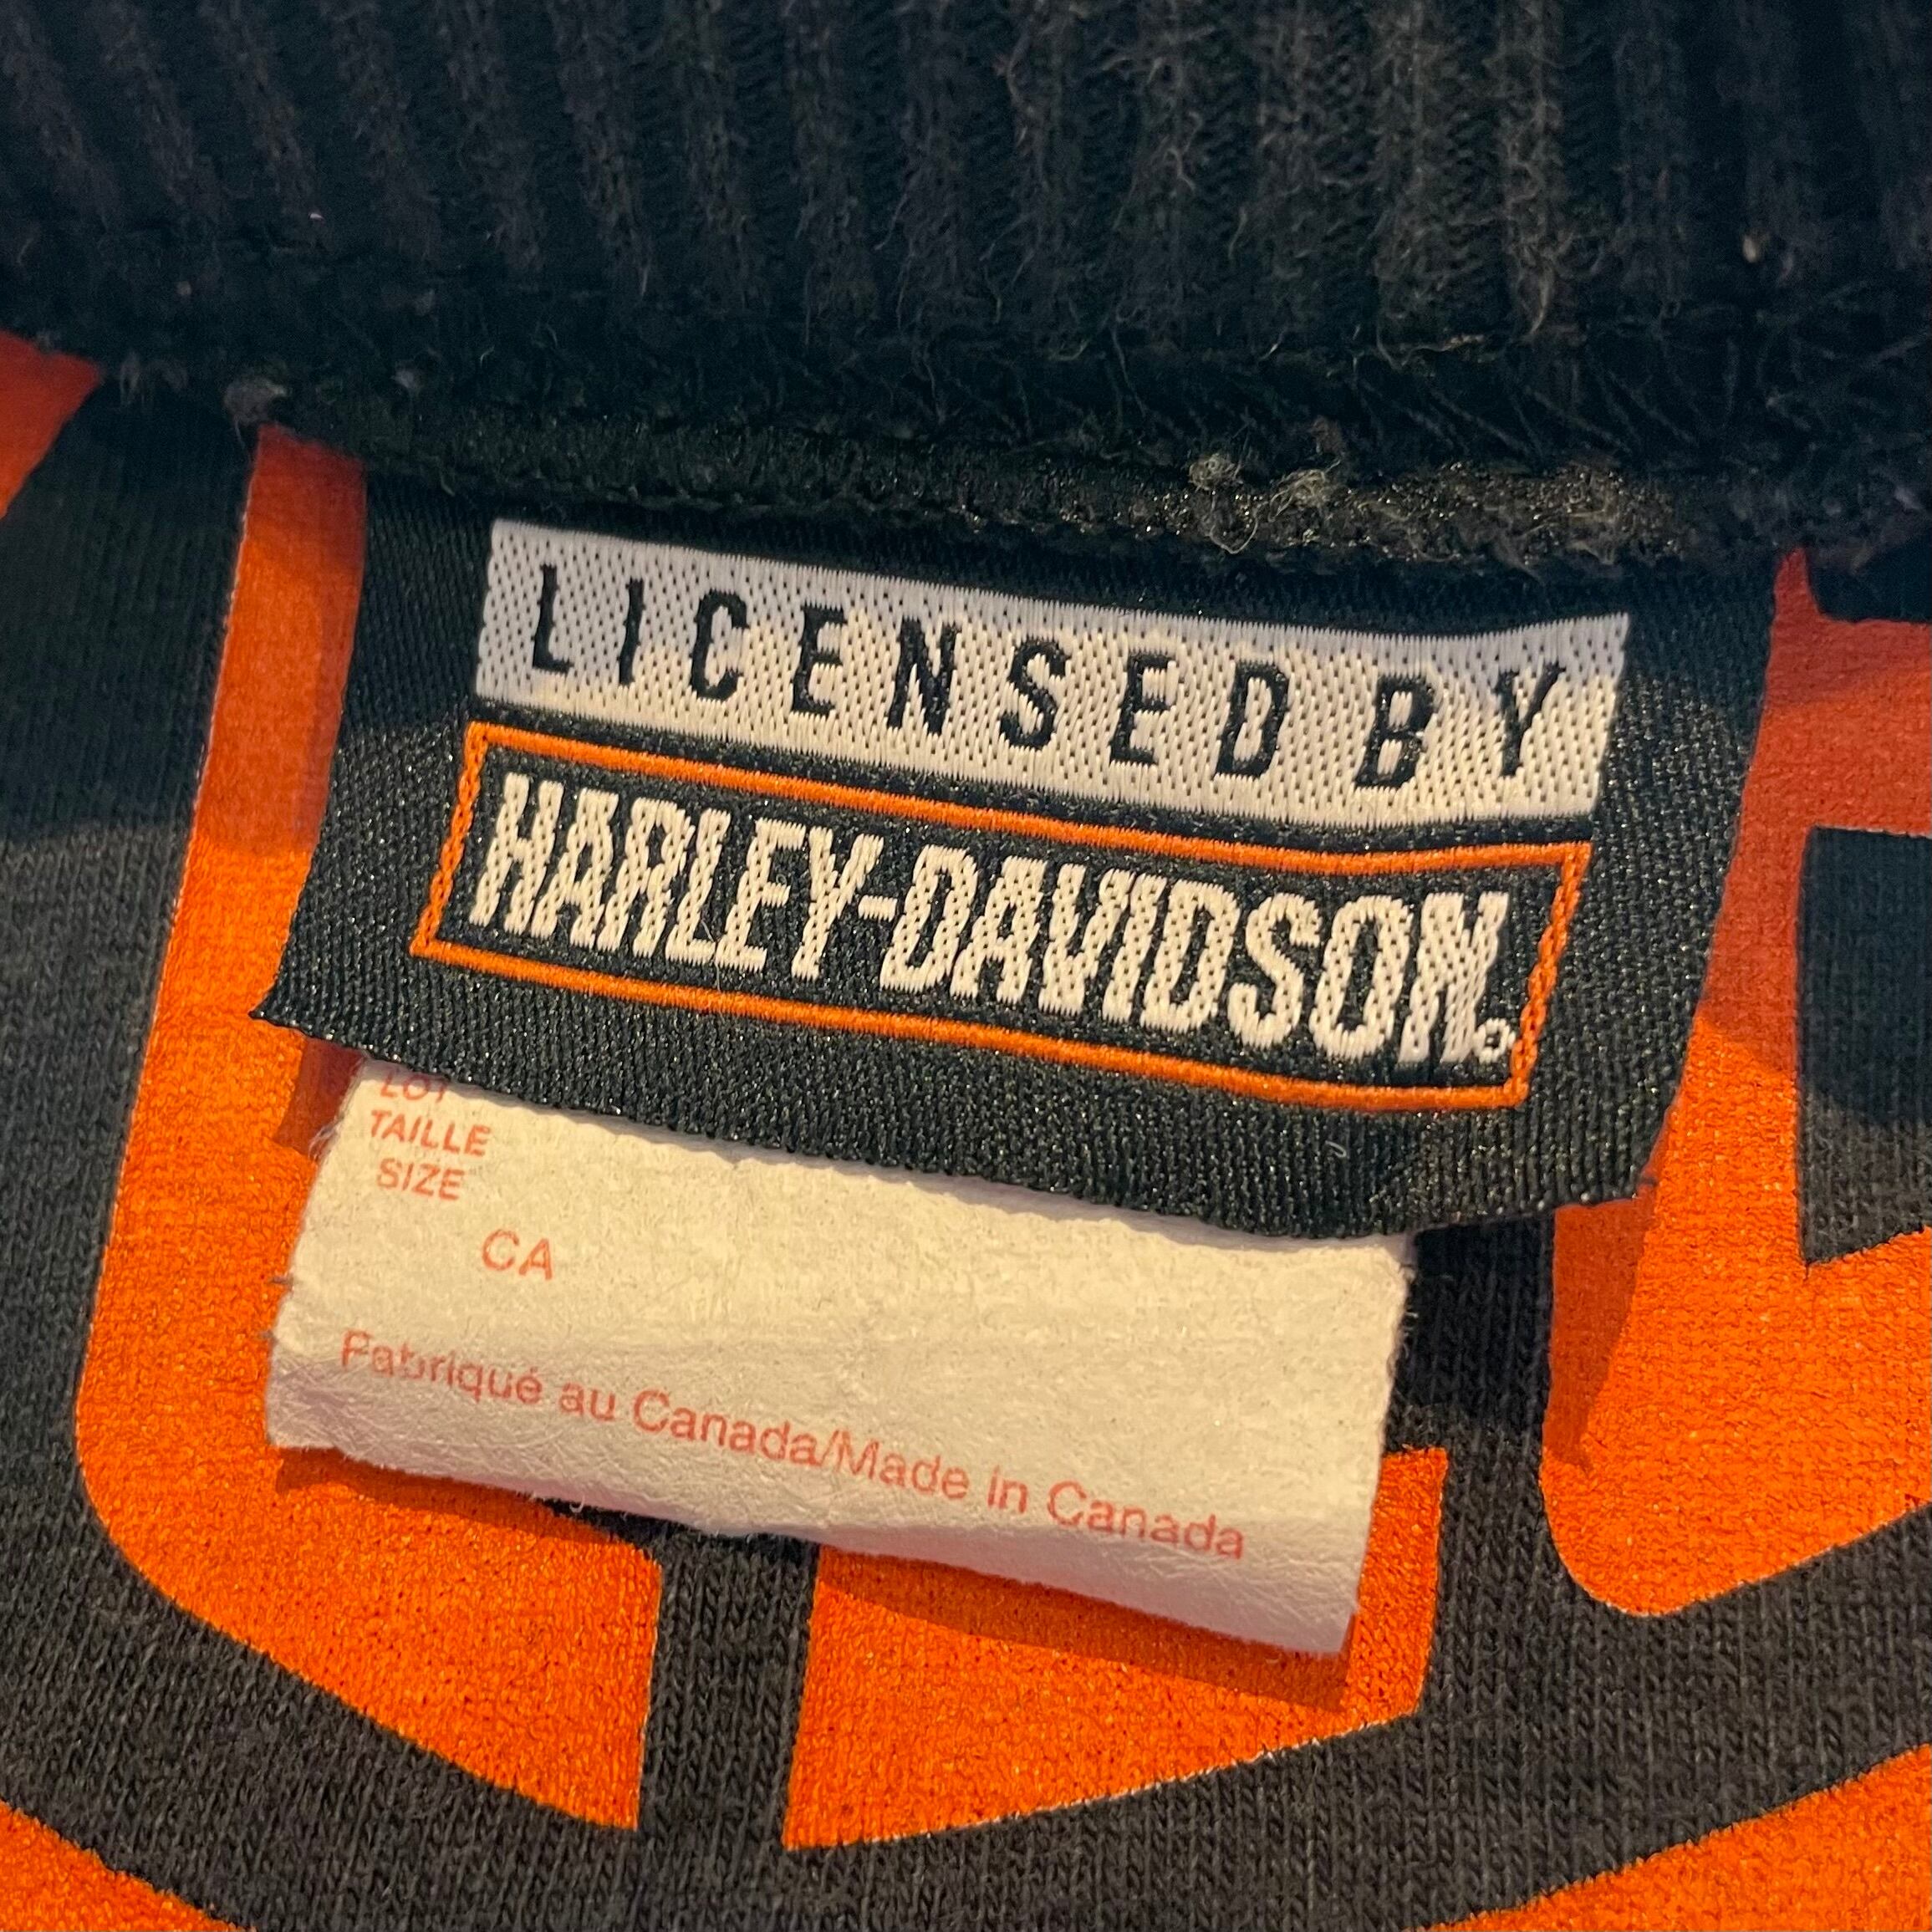 LICENSED BY
HARLEY-DAVIDSON®
LOT
TAILLE
SIZE
CA
Fabriqué au Canada/Made in Canada